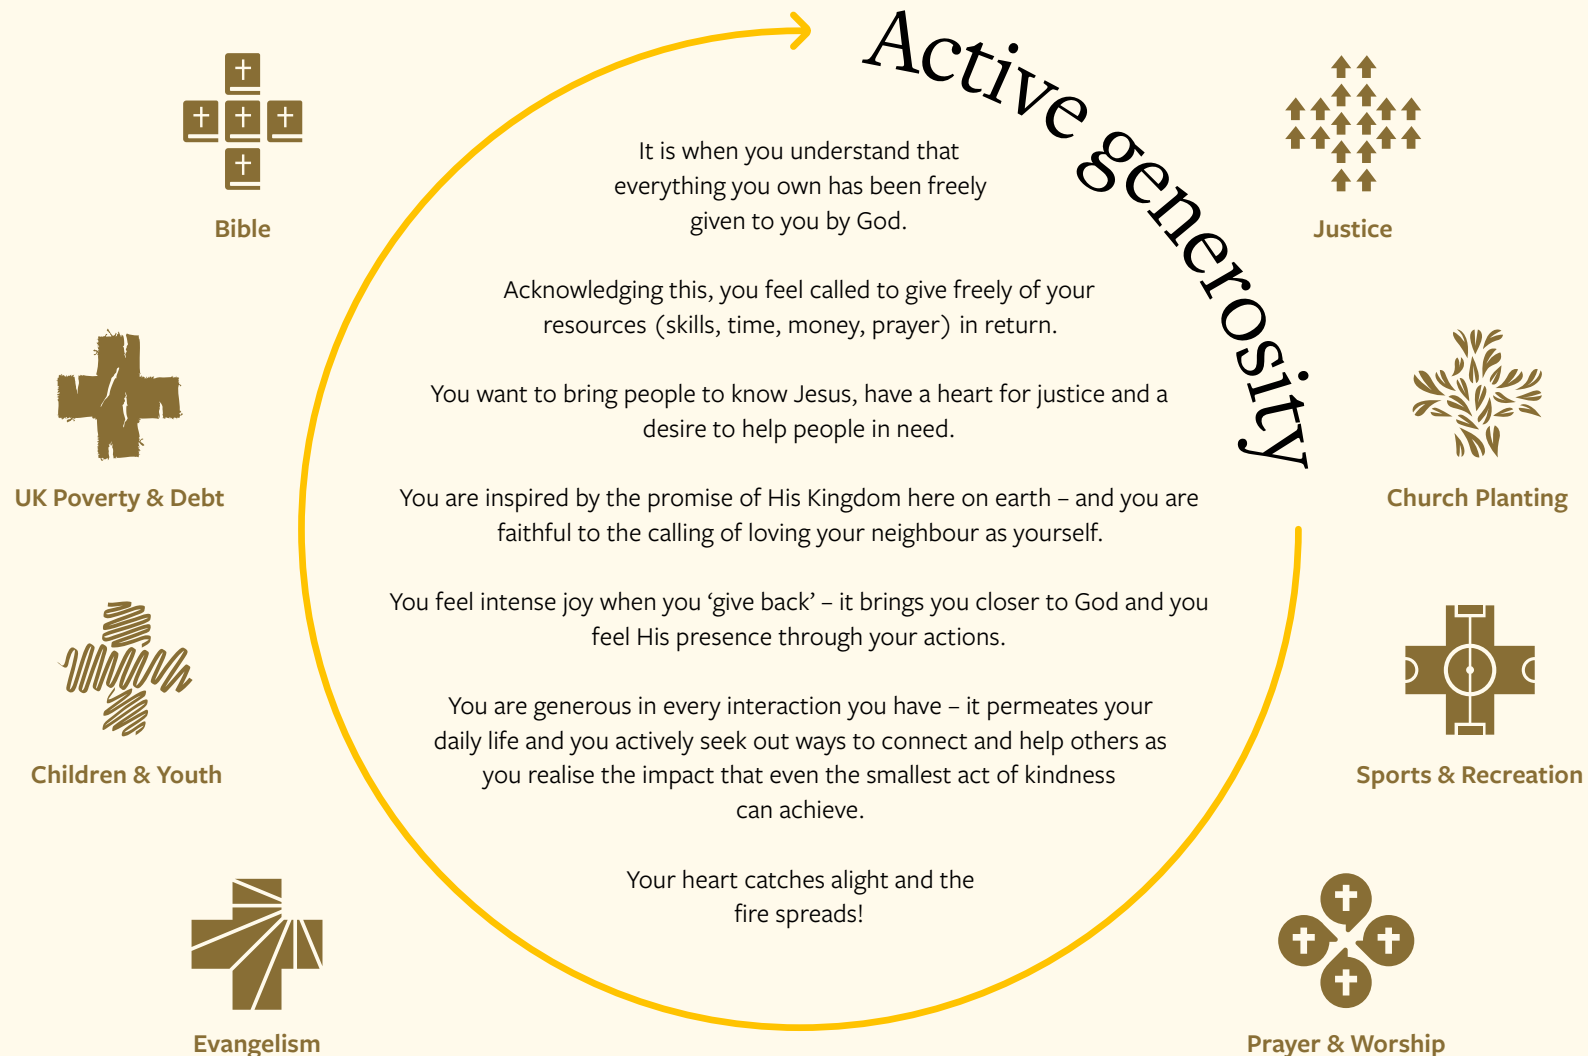 Active generosity
It is when you understand that
everything you own has been freely
given to you by God.
Acknowledging this, you feel called to give freely of your
resources (skills, time, money, prayer) in return.
You want to bring people to know Jesus, have a heart for justice and a
desire to help people in need.
You are inspired by the promise of His Kingdom here on earth – and you are
faithful to the calling of loving your neighbour as yourself.
You feel intense joy when you ‘give back’ – it brings you closer to God and you
feel His presence through your actions.
You are generous in every interaction you have – it permeates your
daily life and you actively seek out ways to connect and help others as
you realise the impact that even the smallest act of kindness
can achieve.
Your heart catches alight and the
fire spreads!
Bible
UK Poverty & Debt
Children & Youth
Evangelism
Justice
Church Planting
Sports & Recreation
Prayer & Worship